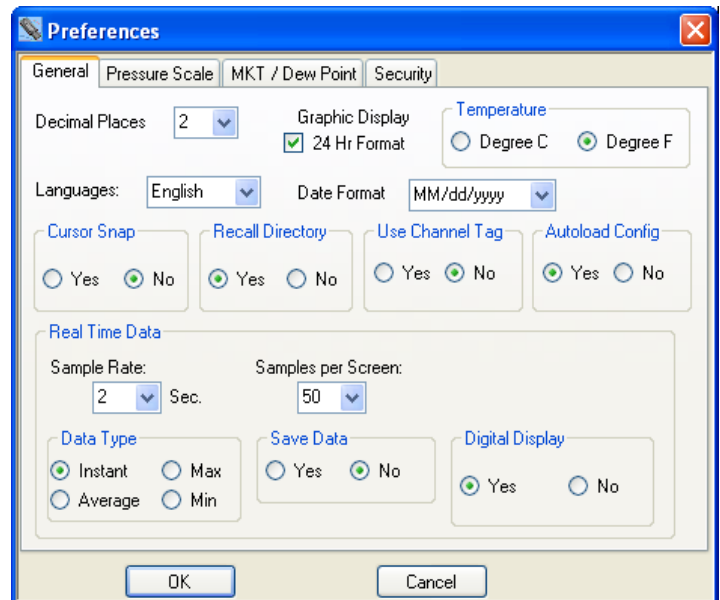 Preferences
General Pressure Scale MKT / Dew Point Security
Decimal Places 2 Graphic Display Temperature
24 Hr Format Degree C Degree F
Languages: English Date Format MM/dd/yyyy
Cursor Snap Recall Directory Use Channel Tag Autoload Config
Yes No Yes No Yes No Yes No
Real Time Data
Sample Rate: Samples per Screen:
2 Sec. 50
Data Type Save Data Digital Display
Instant Max Yes No Yes No
Average Min
OK Cancel